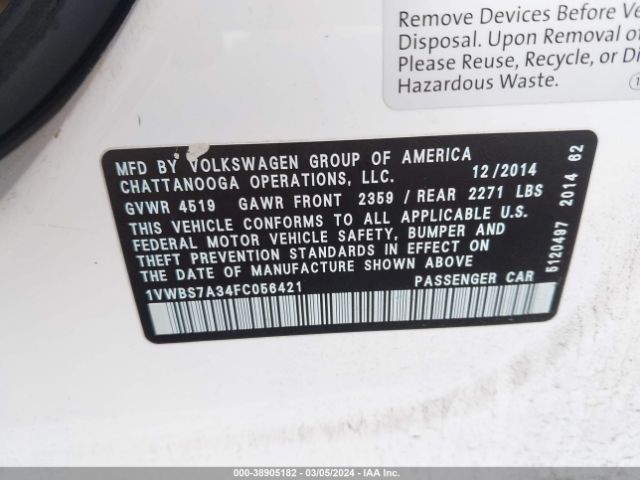 Remove Devices Before Ve
Disposal. Upon Removal of
Please Reuse, Recycle, or Di
Hazardous Waste.
MFD BY VOLKSWAGEN GROUP OF AMERICA
CHATTANOOGA OPERATIONS, LLC. 12/2014
GVWR 4519 GAWR FRONT 2359 / REAR 2271 LBS
THIS VEHICLE CONFORMS TO ALL APPLICABLE U.S.
FEDERAL MOTOR VEHICLE SAFETY, BUMPER AND
THEFT PREVENTION STANDARDS IN EFFECT ON
THE DATE OF MANUFACTURE SHOWN ABOVE
1VWBS7A34FC056421 PASSENGER CAR
5120497 2014 62
000-38905182 - 03/05/2024 - IAAI.COM